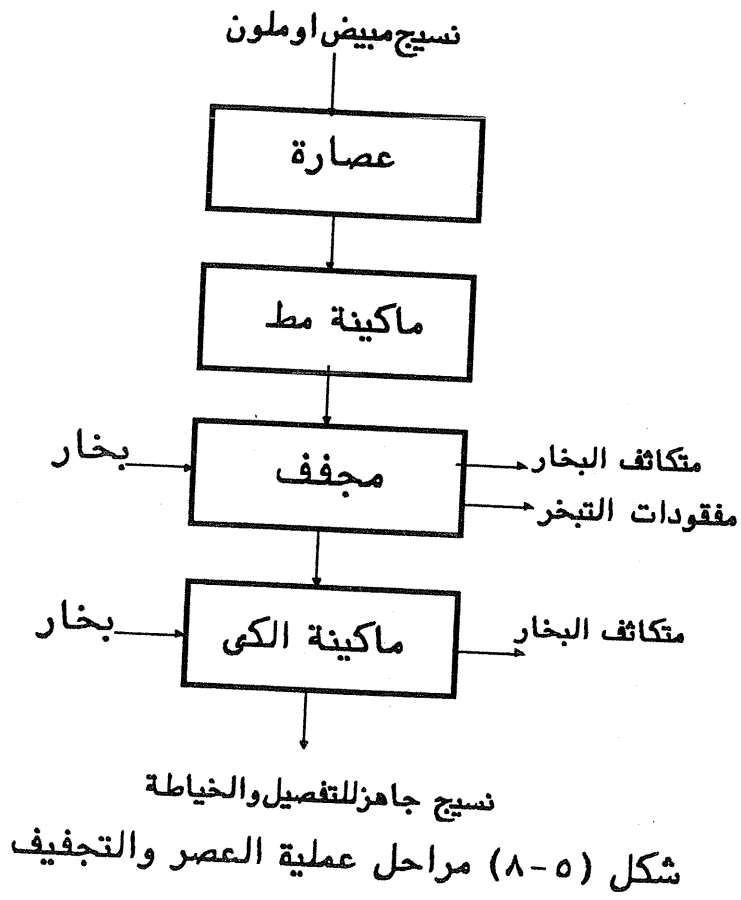 نسيج مبيض او ملون
عصارة
ماكينة مط
مجفف
بخار
متكاثف البخار
مفقودات التبخر
ماكينة الكى
بخار
متكاثف البخار
نسيج جاهز للتفصيل والخياطة
شكل (٥-٨) مراحل عملية العصر والتجفيف